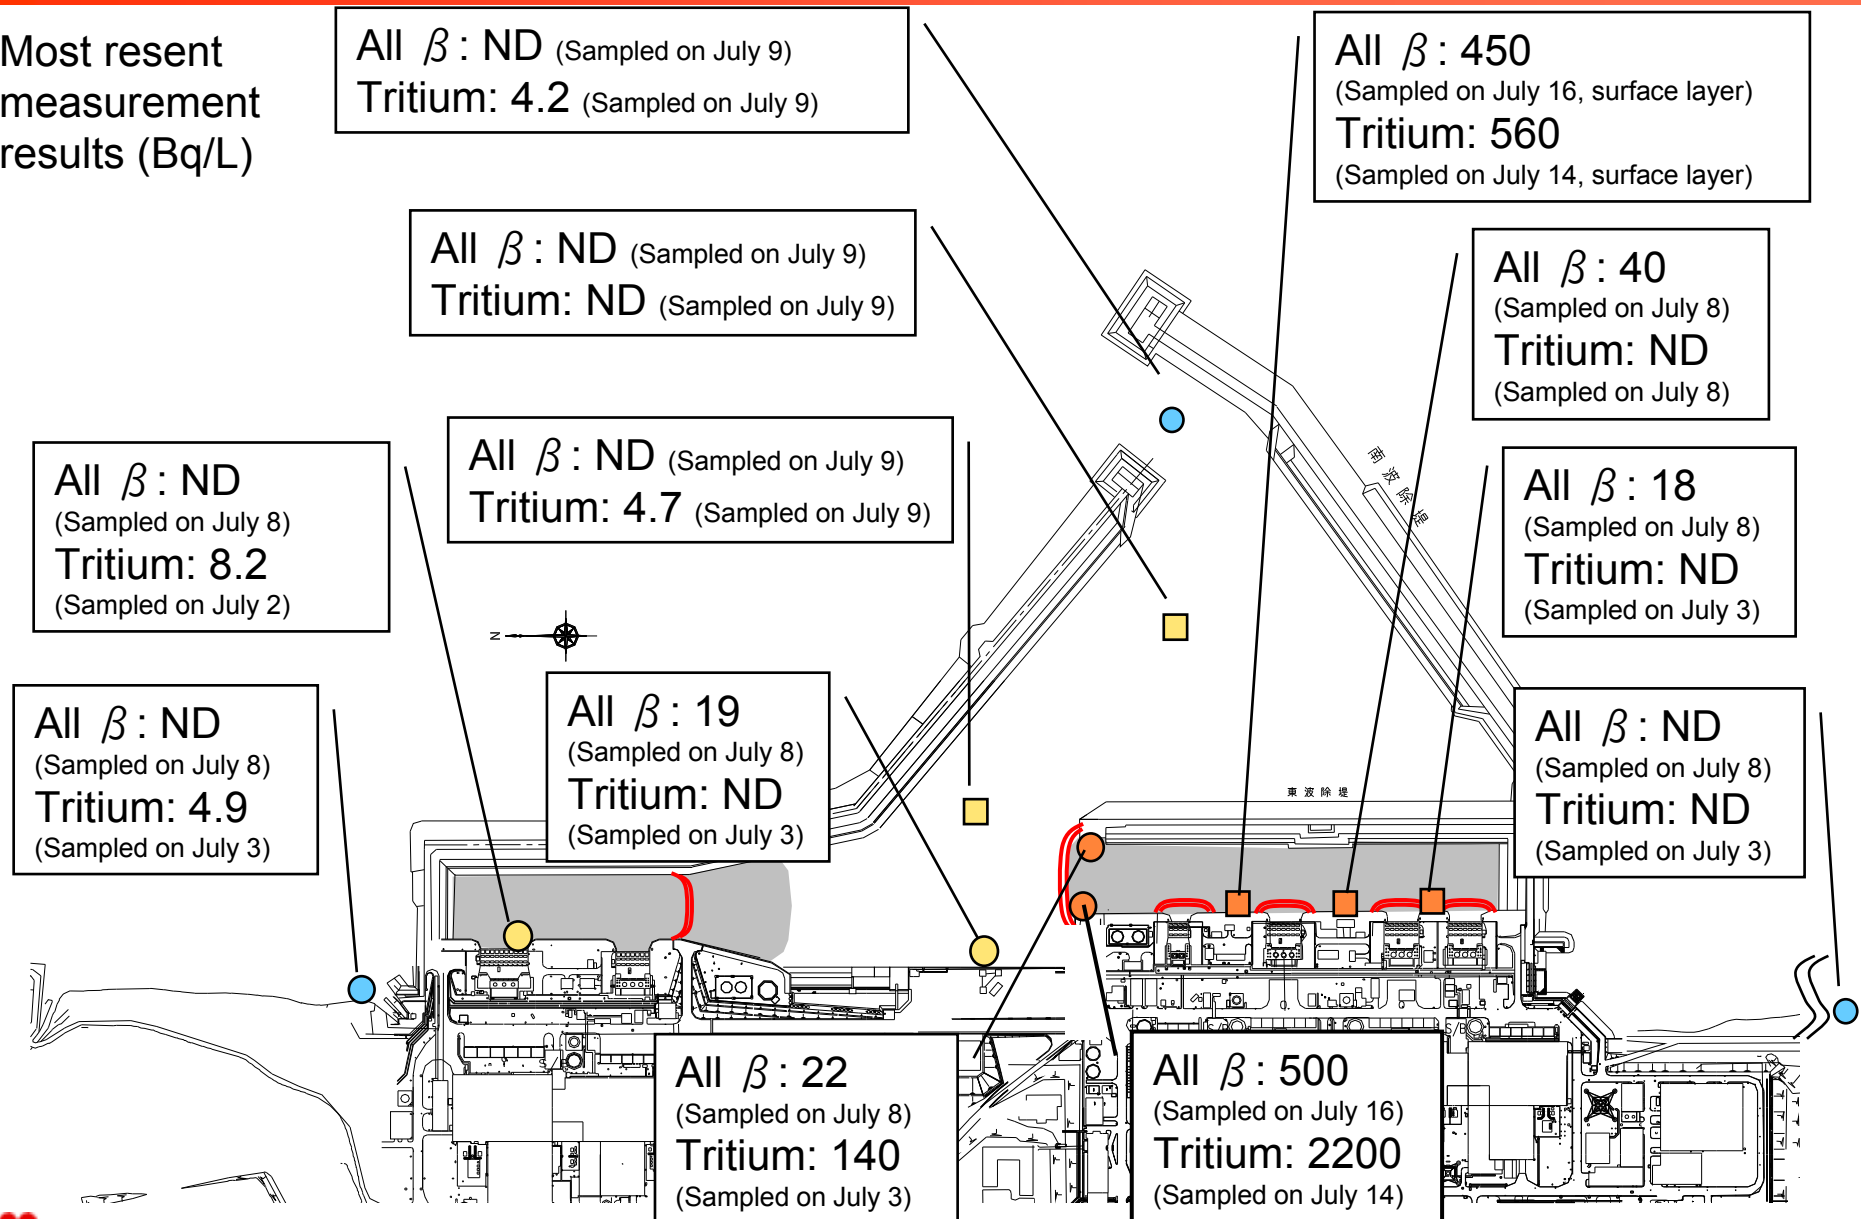 Most resent
measurement
results (Bq/L)
All β : ND (Sampled on July 9)
Tritium: 4.2 (Sampled on July 9)
All β : 450
(Sampled on July 16, surface layer)
Tritium: 560
(Sampled on July 14, surface layer)
All β : ND (Sampled on July 9)
Tritium: ND (Sampled on July 9)
All β : 40
(Sampled on July 8)
Tritium: ND
(Sampled on July 8)
All β : ND (Sampled on July 9)
Tritium: 4.7 (Sampled on July 9)
All β : ND
(Sampled on July 8)
Tritium: 8.2
(Sampled on July 2)
南波除堤
All β : 18
(Sampled on July 8)
Tritium: ND
(Sampled on July 3)
N
All β : ND
(Sampled on July 8)
Tritium: 4.9
(Sampled on July 3)
All β : 19
(Sampled on July 8)
Tritium: ND
(Sampled on July 3)
東波除堤
All β : ND
(Sampled on July 8)
Tritium: ND
(Sampled on July 3)
S/B
All β : 22
(Sampled on July 8)
Tritium: 140
(Sampled on July 3)
All β : 500
(Sampled on July 16)
Tritium: 2200
(Sampled on July 14)